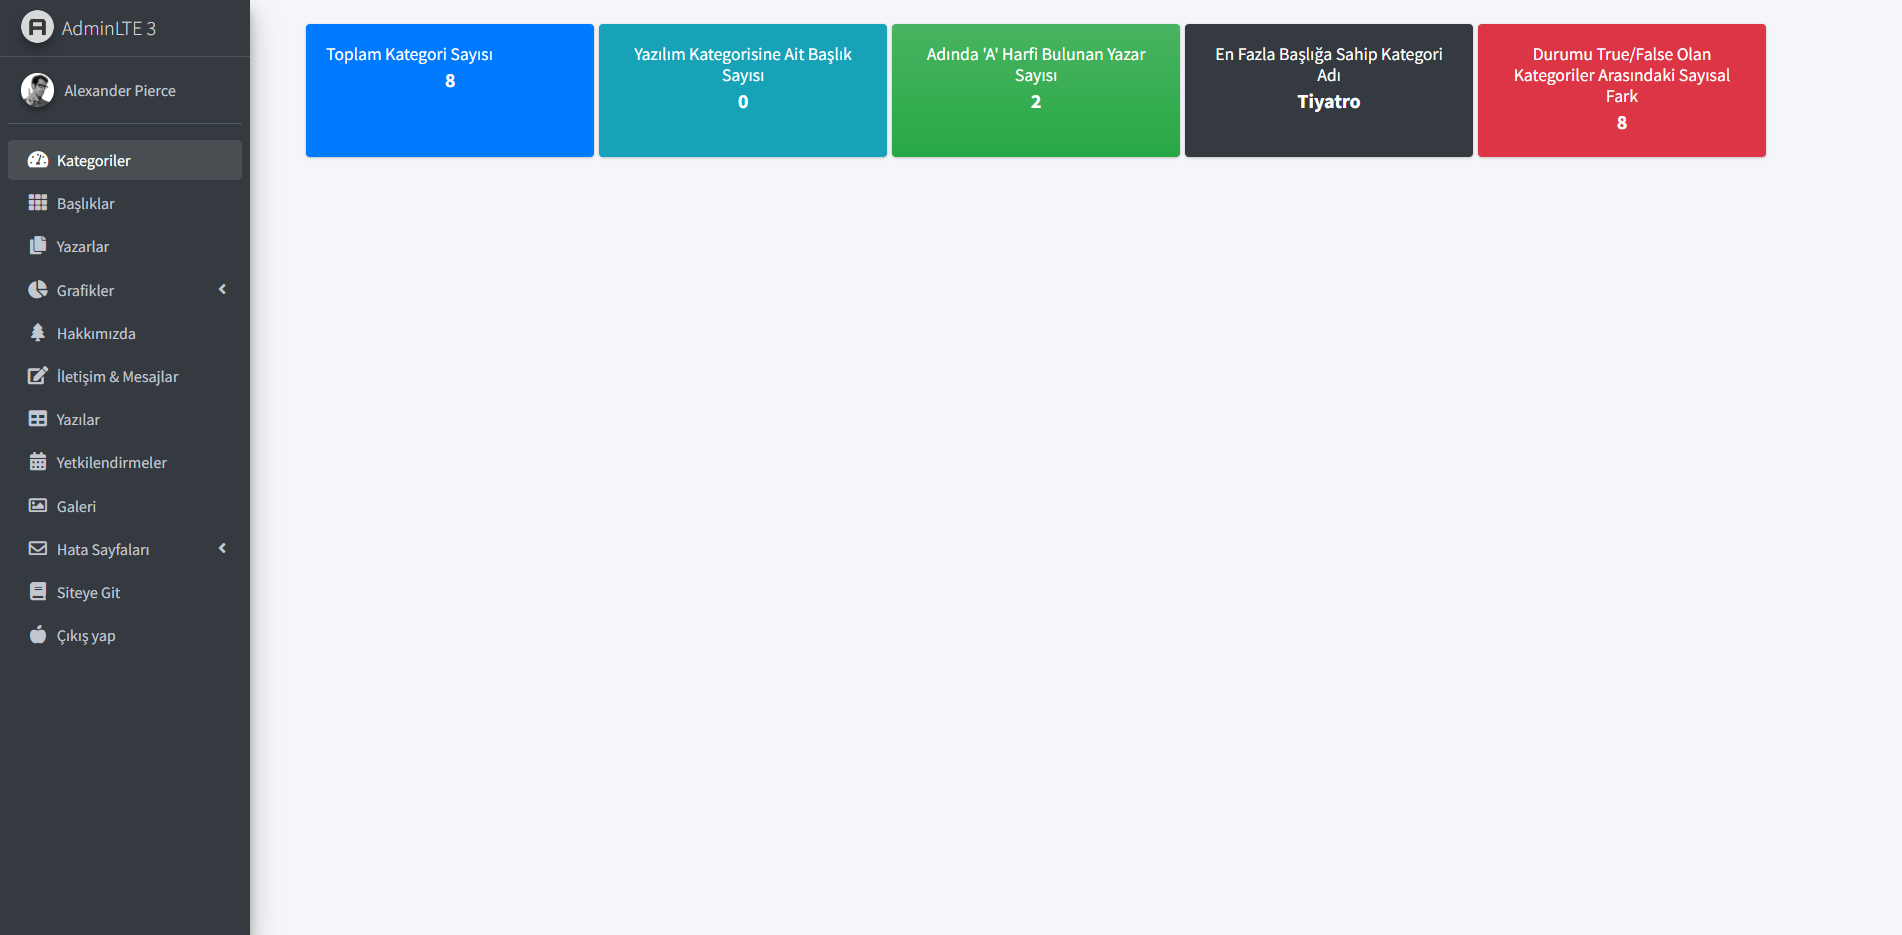 AdminLTE 3
Alexander Pierce
Kategoriler
Başlıklar
Yazarlar
Grafikler
Hakkımızda
İletişim & Mesajlar
Yazılar
Yetkilendirmeler
Galeri
Hata Sayfaları
Siteye Git
Çıkış yap
Toplam Kategori Sayısı
8
Yazılım Kategorisine Ait Başlık
Sayısı
0
Adında 'A' Harfi Bulunan Yazar
Sayısı
2
En Fazla Başlığa Sahip Kategori
Adı
Tiyatro
Durumu True/False Olan
Kategoriler Arasındaki Sayısal
Fark
8